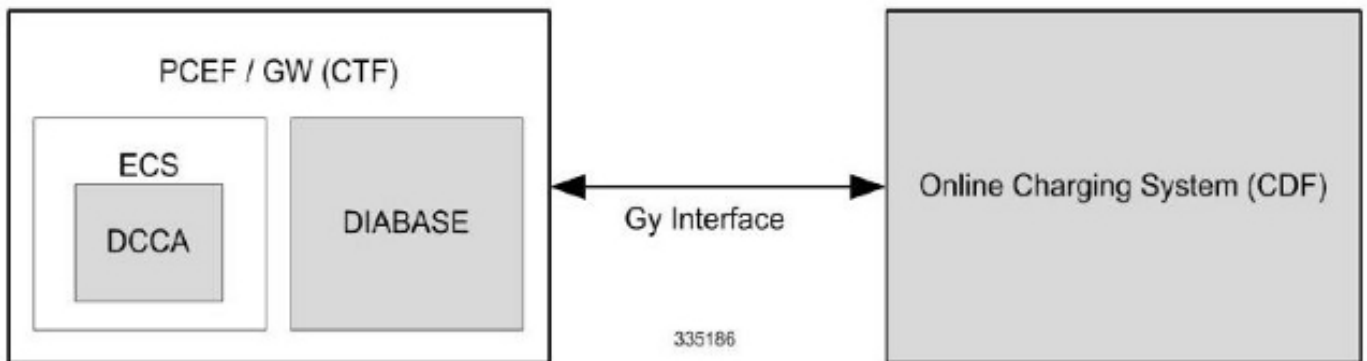 PCEF / GW (CTF)
ECS
DCCA
DIABASE
Gy Interface
Online Charging System (CDF)
335186